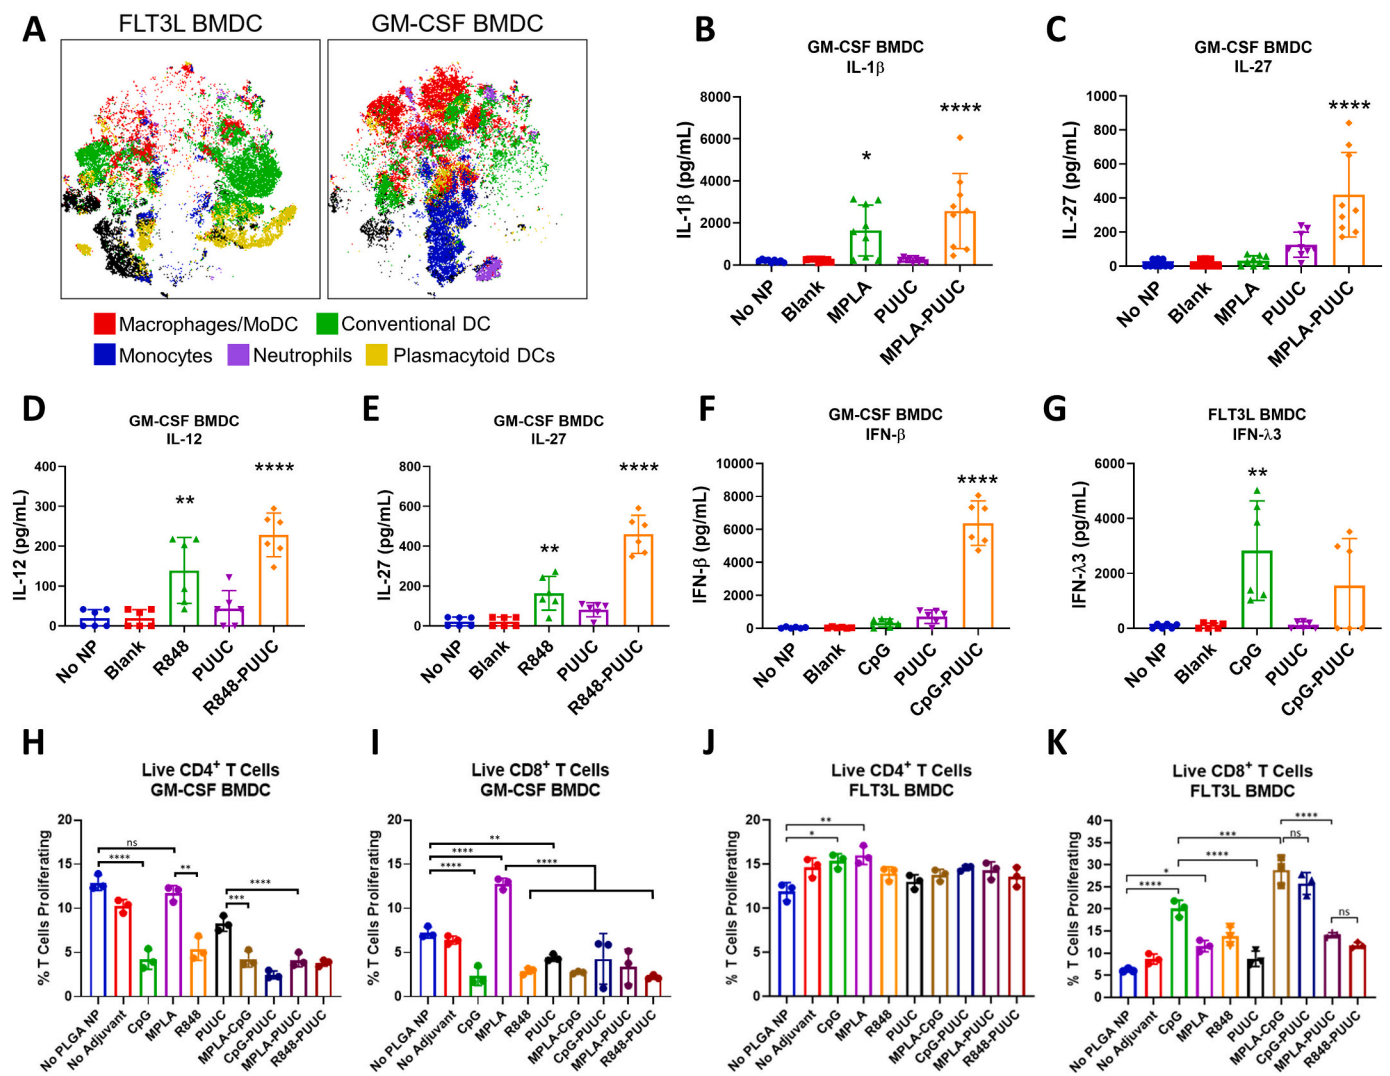 A
FLT3L BMDC
GM-CSF BMDC
Macrophages/MoDC
Conventional DC
Monocytes
Neutrophils
Plasmacytoid DCs
B
GM-CSF BMDC
IL-1β
IL-1β (pg/mL)
8000
6000
4000
2000
0
*
****
No NP
Blank
MPLA
PUUC
MPLA-PUUC
C
GM-CSF BMDC
IL-27
IL-27 (pg/mL)
1000
800
600
400
200
0
****
No NP
Blank
MPLA
PUUC
MPLA-PUUC
D
GM-CSF BMDC
IL-12
IL-12 (pg/mL)
400
300
200
100
0
**
****
No NP
Blank
R848
PUUC
R848-PUUC
E
GM-CSF BMDC
IL-27
IL-27 (pg/mL)
800
600
400
200
0
**
****
No NP
Blank
R848
PUUC
R848-PUUC
F
GM-CSF BMDC
IFN-β
IFN-β (pg/mL)
10000
8000
6000
4000
2000
0
****
No NP
Blank
CpG
PUUC
CpG-PUUC
G
FLT3L BMDC
IFN-λ3
IFN-λ3 (pg/mL)
6000
4000
2000
0
**
No NP
Blank
CpG
PUUC
CpG-PUUC
H
Live CD4+ T Cells
GM-CSF BMDC
% T Cells Proliferating
20
15
10
5
0
ns
****
**
****
***
No PLGA NP
No Adjuvant
CpG
MPLA
R848
PUUC
MPLA-CpG
CpG-PUUC
MPLA-PUUC
R848-PUUC
I
Live CD8+ T Cells
GM-CSF BMDC
% T Cells Proliferating
20
15
10
5
0
**
****
****
****
No PLGA NP
No Adjuvant
CpG
MPLA
R848
PUUC
MPLA-CpG
CpG-PUUC
MPLA-PUUC
R848-PUUC
J
Live CD4+ T Cells
FLT3L BMDC
% T Cells Proliferating
20
15
10
5
0
**
*
No PLGA NP
No Adjuvant
CpG
MPLA
R848
PUUC
MPLA-CpG
CpG-PUUC
MPLA-PUUC
R848-PUUC
K
Live CD8+ T Cells
FLT3L BMDC
% T Cells Proliferating
40
35
30
25
20
15
10
5
0
****
***
ns
****
*
****
ns
No PLGA NP
No Adjuvant
CpG
MPLA
R848
PUUC
MPLA-CpG
CpG-PUUC
MPLA-PUUC
R848-PUUC